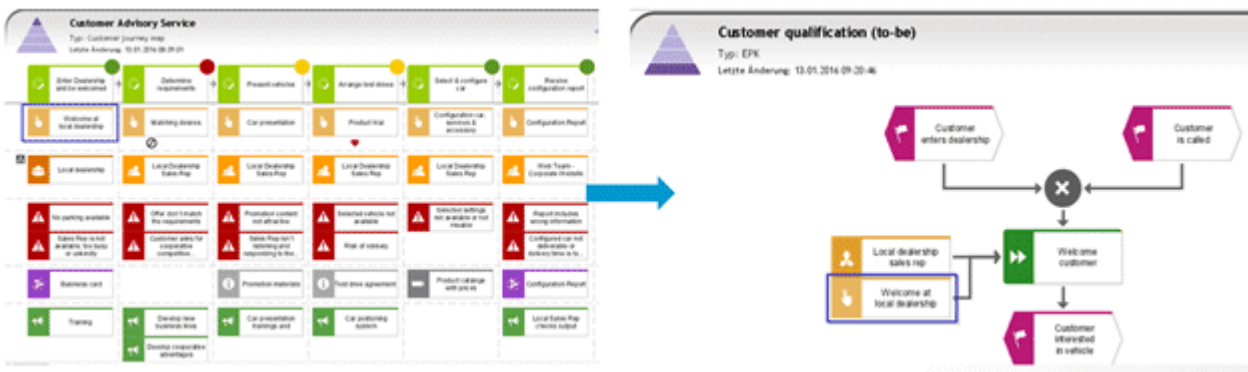 Customer Advisory Service
Typ: Customer journey map
Letzte Änderung: 13.01.2016 08:39:01
Enter Dealership
and be welcomed
Determine
requirements
Present vehicles
Arrange test drives
Select & configure
car
Receive
configuration report
Welcome at
local dealership
Matching desires
Car presentation
Product trial
Configuration car,
services &
accessory
Configuration Report
Local dealership
Local Dealership
Sales Rep
Local Dealership
Sales Rep
Local Dealership
Sales Rep
Local Dealership
Sales Rep
Web Team -
Corporate Website
No parking available
Offer don't match
the requirements
Promotion content
not attractive
Selected vehicle not
available
Selected settings
not available or not
Report includes
wrong information
Sales Rep is not
available, too busy
or unkindly
Customer asks for
cooperative
competitive...
Sales Rep isn't
listening and
responding to the...
Risk of robbery
Configured car not
deliverable or
delivery time is to...
Business card
Promotion materials
Test drive agreement
Product catalogue
with prices
Configuration Report
Training
Develop new
business lines
Car presentation
trainings and
Car positioning
system
Local Sales Rep
checks output
Develop cooperative
advantages
Customer qualification (to-be)
Typ: EPK
Letzte Änderung: 13.01.2016 09:20:46
Customer
enters dealership
Customer
is called
Local dealership
sales rep
Welcome
customer
Welcome at
local dealership
Customer
interested
in vehicle